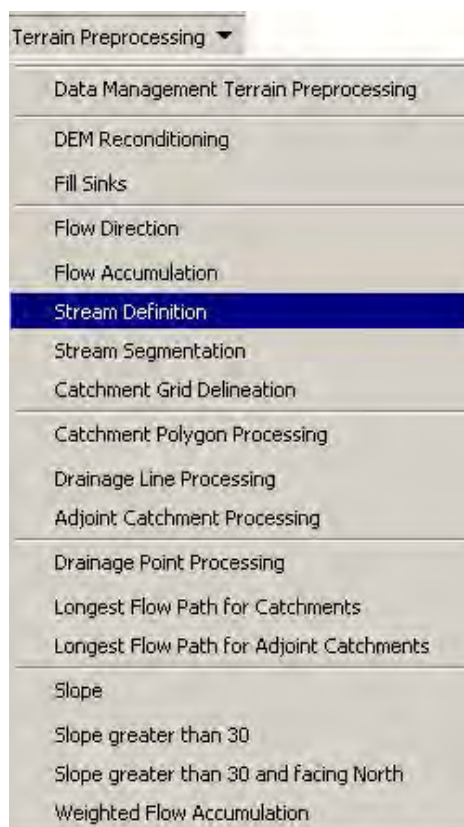 Terrain Preprocessing
Data Management Terrain Preprocessing
DEM Reconditioning
Fill Sinks
Flow Direction
Flow Accumulation
Stream Definition
Stream Segmentation
Catchment Grid Delineation
Catchment Polygon Processing
Drainage Line Processing
Adjoint Catchment Processing
Drainage Point Processing
Longest Flow Path for Catchments
Longest Flow Path for Adjoint Catchments
Slope
Slope greater than 30
Slope greater than 30 and facing North
Weighted Flow Accumulation